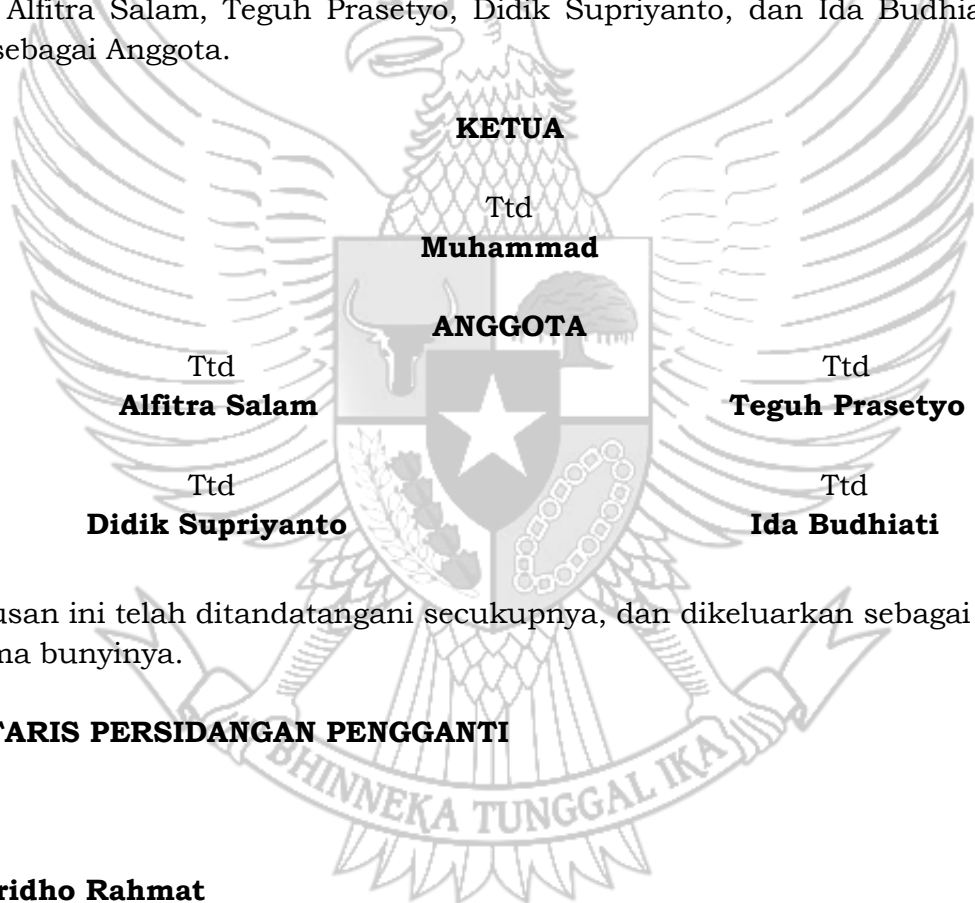 Alfitra Salam, Teguh Prasetyo, Didik Supriyanto, dan Ida Budhia
sebagai Anggota.
KETUA
Ttd
Muhammad
ANGGOTA
Ttd Ttd
Alfitra Salam Teguh Prasetyo
Ttd Ttd
Didik Supriyanto Ida Budhiati
usan ini telah ditandatangani secukupnya, dan dikeluarkan sebagai
ma bunyinya.
TARIS PERSIDANGAN PENGGANTI
BHINNEKA TUNGGAL IKA
ridho Rahmat